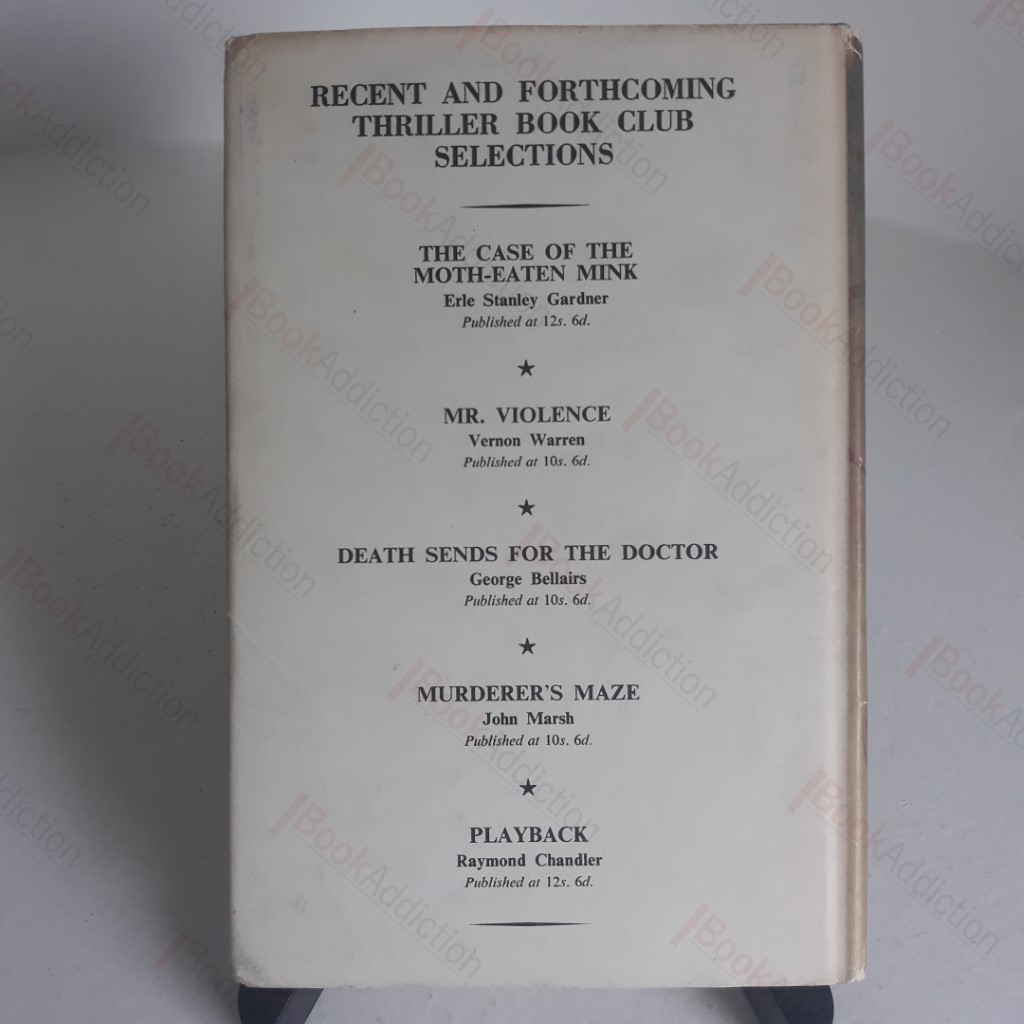 RECENT AND FORTHCOMING
THRILLER BOOK CLUB
SELECTIONS
THE CASE OF THE
MOTH-EATEN MINK
Erle Stanley Gardner
Published at 12s. 6d.
★
MR. VIOLENCE
Vernon Warren
Published at 10s. 6d.
★
DEATH SENDS FOR THE DOCTOR
George Bellairs
Published at 10s. 6d.
★
MURDERER'S MAZE
John Marsh
Published at 10s. 6d.
★
PLAYBACK
Raymond Chandler
Published at 12s. 6d.
BookAddiction